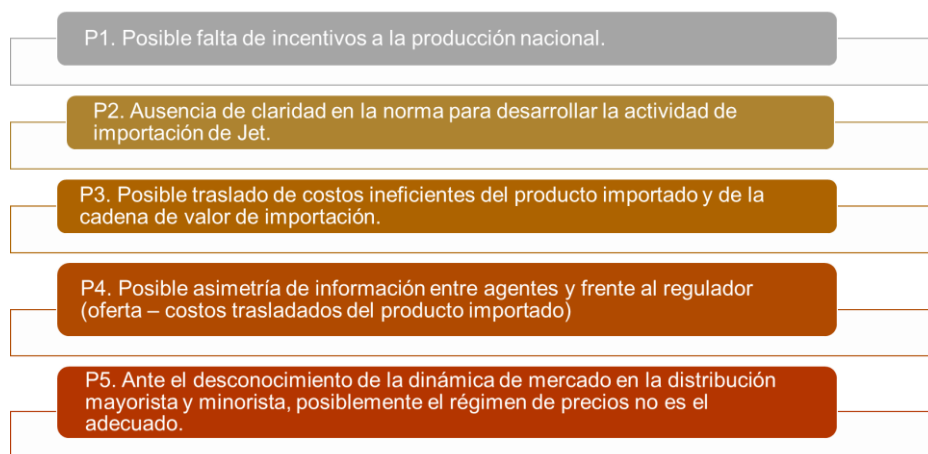 P1. Posible falta de incentivos a la producción nacional.
P2. Ausencia de claridad en la norma para desarrollar la actividad de
importación de Jet.
P3. Posible traslado de costos ineficientes del producto importado y de la
cadena de valor de importación.
P4. Posible asimetría de información entre agentes y frente al regulador
(oferta – costos trasladados del producto importado)
P5. Ante el desconocimiento de la dinámica de mercado en la distribución
mayorista y minorista, posiblemente el régimen de precios no es el
adecuado.